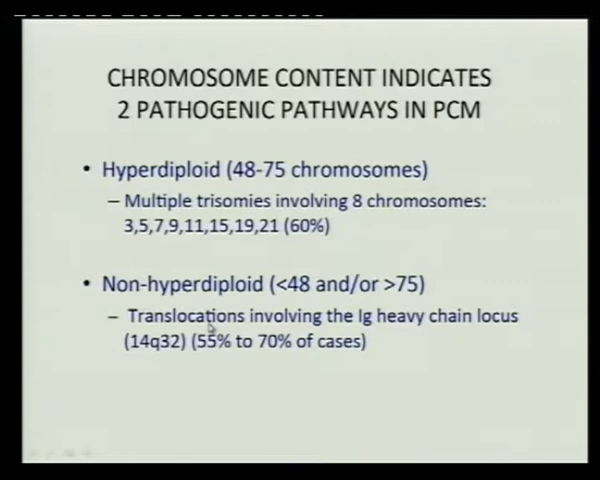 CHROMOSOME CONTENT INDICATES
2 PATHOGENIC PATHWAYS IN PCM
• Hyperdiploid (48-75 chromosomes)
– Multiple trisomies involving 8 chromosomes:
3,5,7,9,11,15,19,21 (60%)
• Non-hyperdiploid (<48 and/or >75)
– Translocations involving the Ig heavy chain locus
(14q32) (55% to 70% of cases)